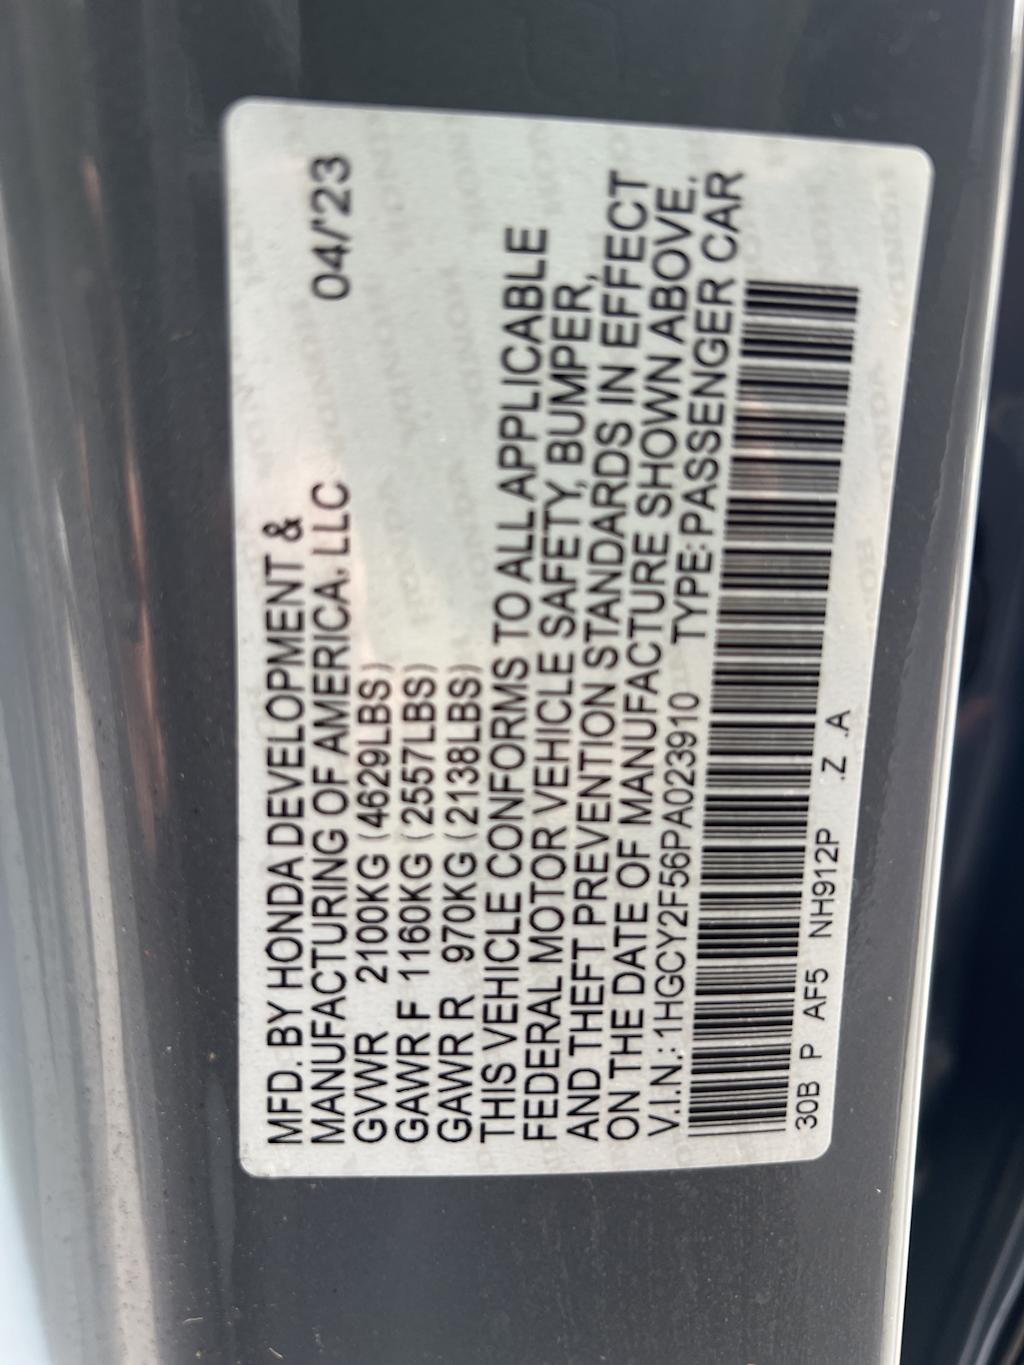 MFD. BY HONDA DEVELOPMENT &
MANUFACTURING OF AMERICA, LLC 04/'23
GVWR 2100KG (4629LBS)
GAWR F 1160KG (2557LBS)
GAWR R 970KG (2138LBS)
THIS VEHICLE CONFORMS TO ALL APPLICABLE
FEDERAL MOTOR VEHICLE SAFETY, BUMPER,
AND THEFT PREVENTION STANDARDS IN EFFECT
ON THE DATE OF MANUFACTURE SHOWN ABOVE.
V.I.N.: 1HGCY2F56PA023910 TYPE: PASSENGER CAR
30B P AF5 NH912P .Z .A